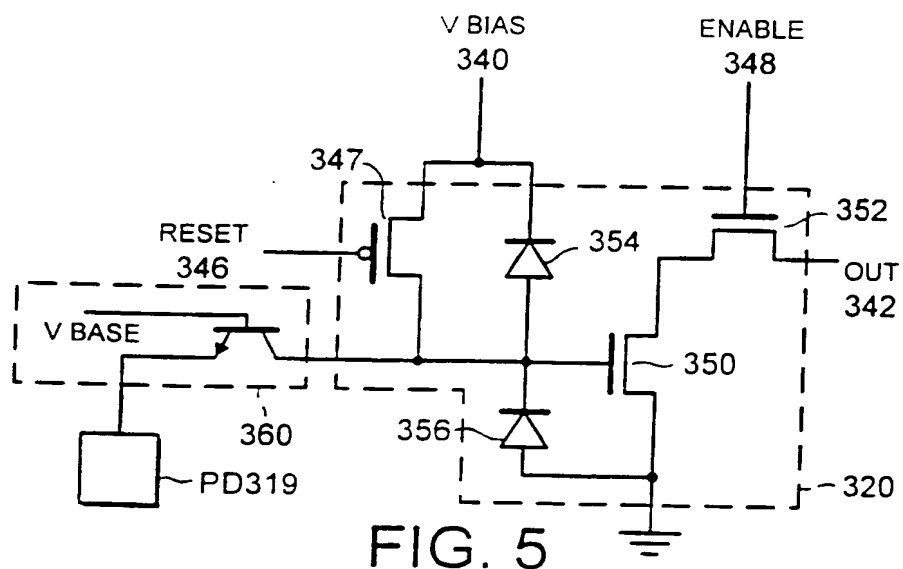 V BIAS
340
ENABLE
348
347
352
RESET
346
354
OUT
342
V BASE
350
360
356
PD319
320
FIG. 5